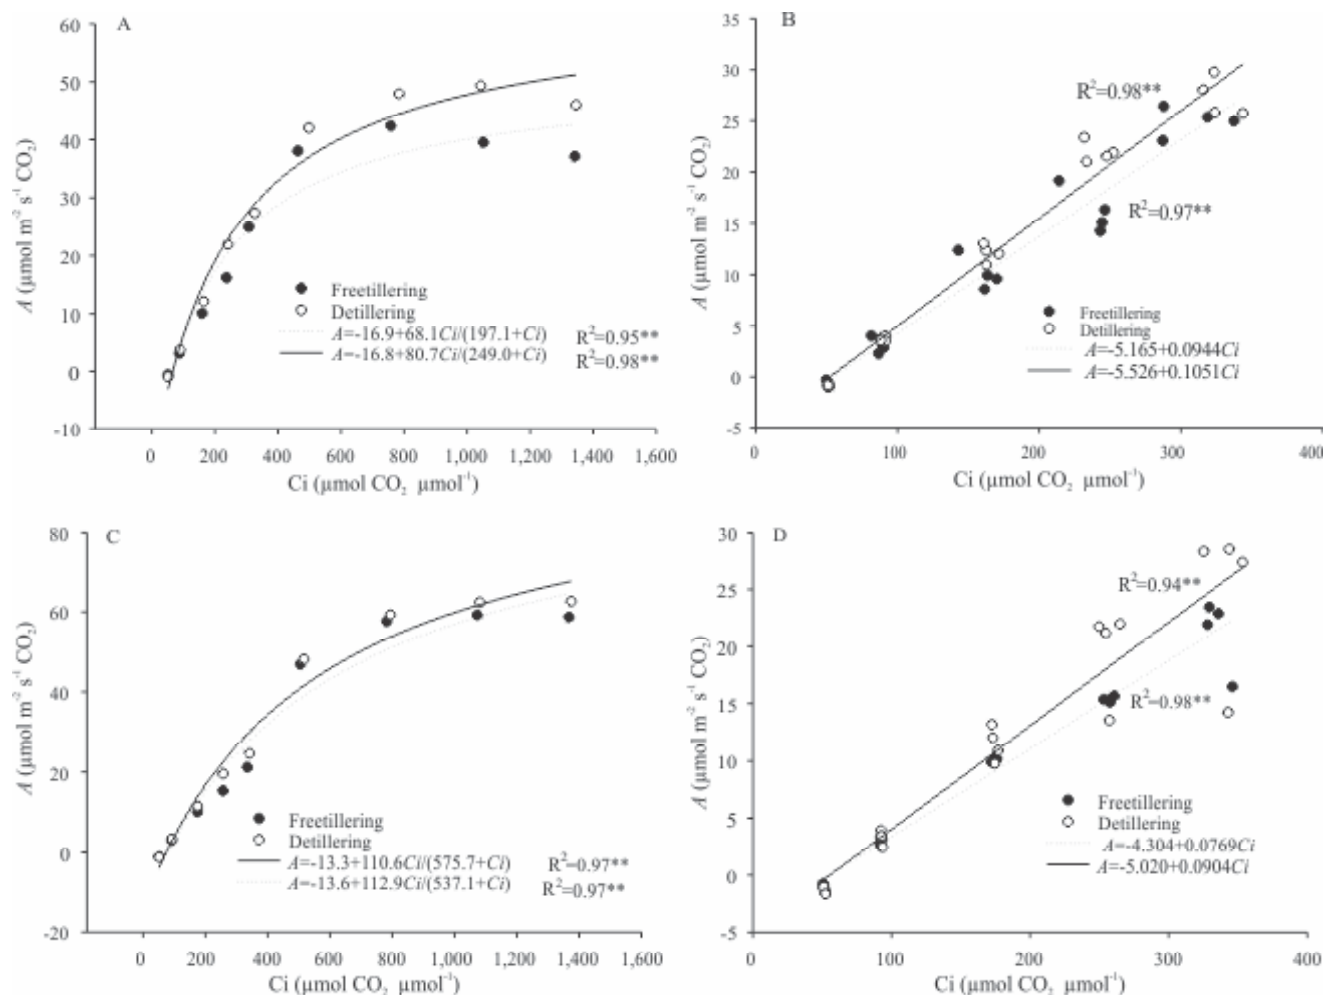 A
60
50
40
30
20
10
0
-10
A (µmol m⁻² s⁻¹ CO₂)
Freetillering
Detillering
A=-16.9+68.1Ci/(197.1+Ci) R²=0.95**
A=-16.8+80.7Ci/(249.0+Ci) R²=0.98**
0 200 400 600 800 1,000 1,200 1,400 1,600
Ci (µmol CO₂ µmol⁻¹)
B
35
30
25
20
15
10
5
0
-5
A (µmol m⁻² s⁻¹ CO₂)
R²=0.98**
R²=0.97**
Freetillering
Detillering
A=-5.165+0.0944Ci
A=-5.526+0.1051Ci
0 100 200 300 400
Ci (µmol CO₂ µmol⁻¹)
C
80
60
40
20
0
-20
A (µmol m⁻² s⁻¹ CO₂)
Freetillering
Detillering
A=-13.3+110.6Ci/(575.7+Ci) R²=0.97**
A=-13.6+112.9Ci/(537.1+Ci) R²=0.97**
0 200 400 600 800 1,000 1,200 1,400 1,600
Ci (µmol CO₂ µmol⁻¹)
D
30
25
20
15
10
5
0
-5
A (µmol m⁻² s⁻¹ CO₂)
R²=0.94**
R²=0.98**
Freetillering
Detillering
A=-4.304+0.0769Ci
A=-5.020+0.0904Ci
0 100 200 300 400
Ci (µmol CO₂ µmol⁻¹)